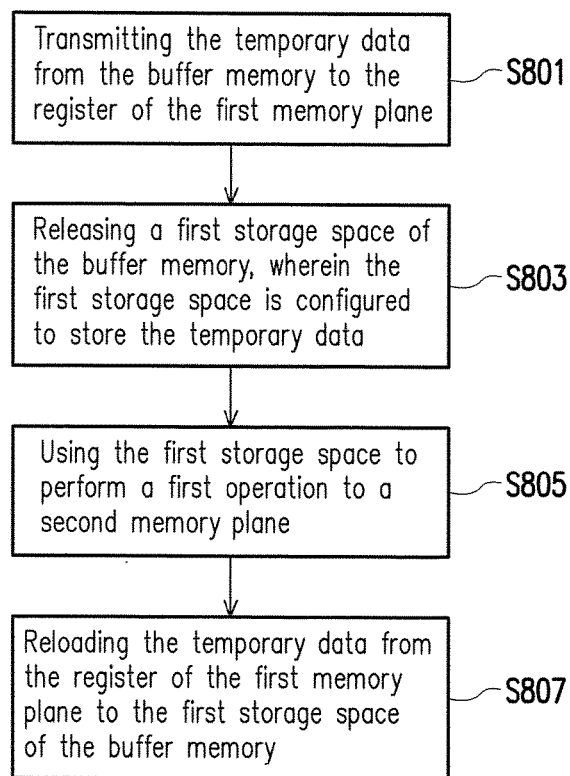 Transmitting the temporary data
from the buffer memory to the
register of the first memory plane
S801
Releasing a first storage space of
the buffer memory, wherein the
first storage space is configured
to store the temporary data
S803
Using the first storage space to
perform a first operation to a
second memory plane
S805
Reloading the temporary data from
the register of the first memory
plane to the first storage space
of the buffer memory
S807